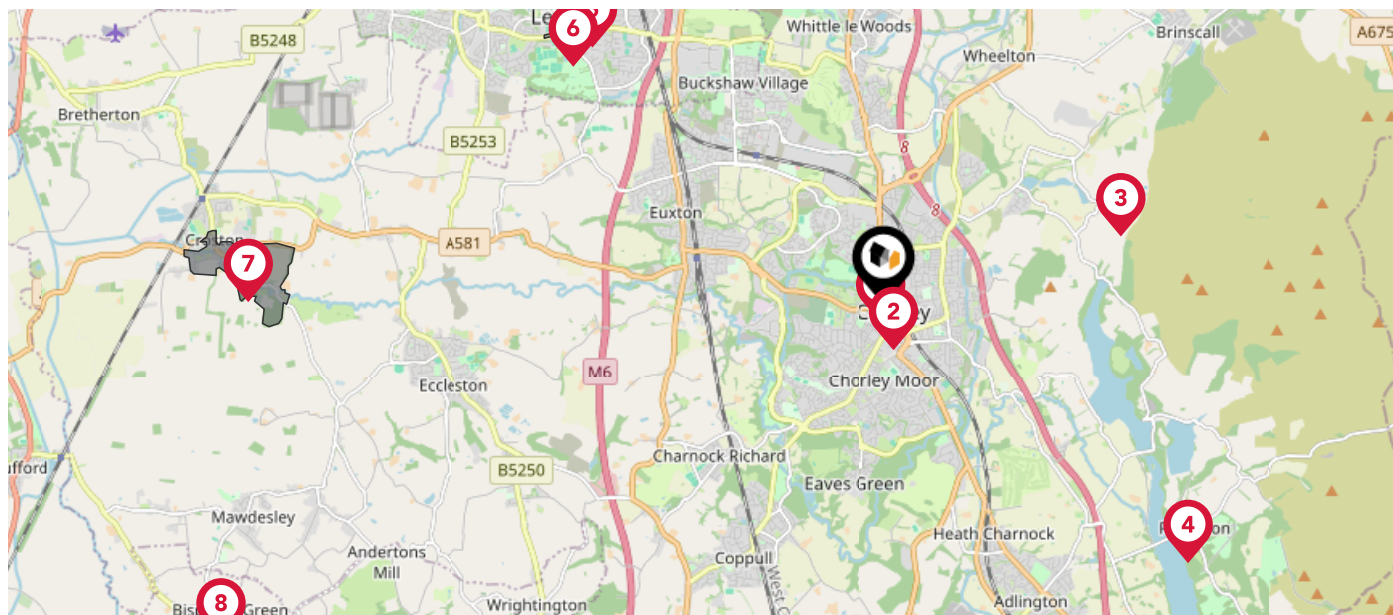 6
Whittle le Woods
Brinscall
A675
B5248
Wheelton
Buckshaw Village
Bretherton
B5253
8
3
8
Euxton
A581
7
2
M6
Chorley Moor
Eccleston
Charnock Richard
B5250
Eaves Green
Mawdesley
4
Heath Charnock
Andertons
Mill
Coppull
8
Green
Wrightington
Adlington